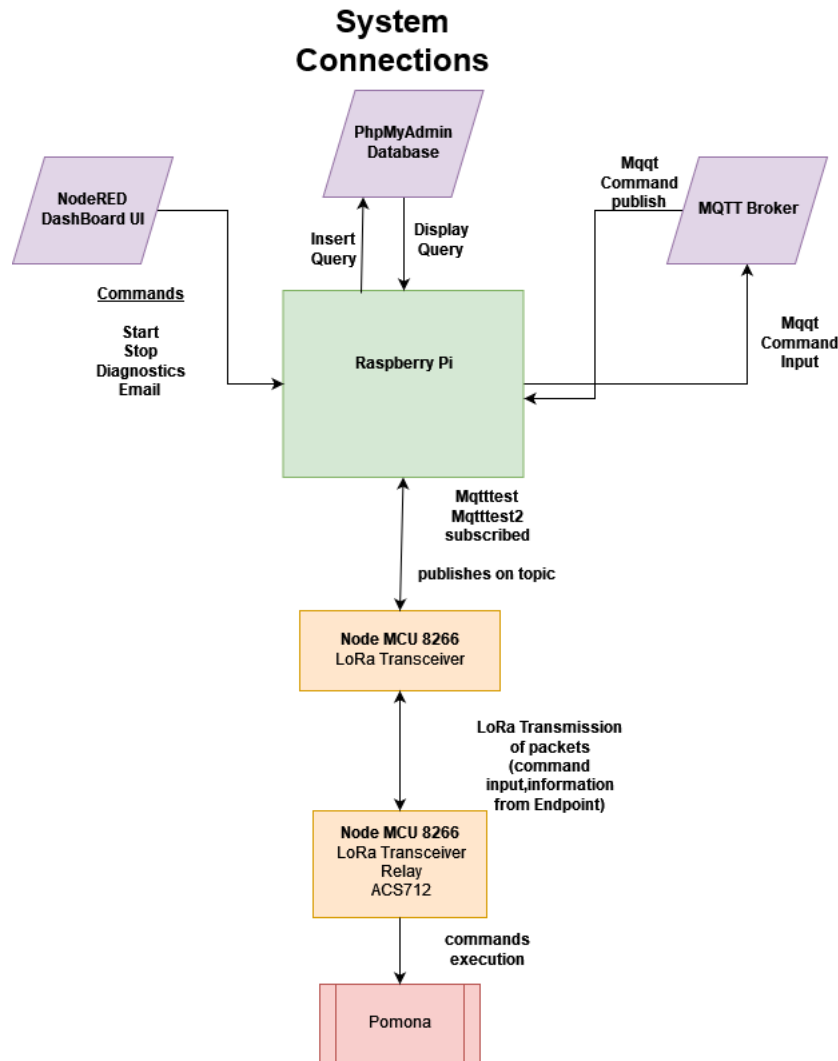 System
Connections
PhpMyAdmin
Database
NodeRED
DashBoard UI
Mqqt
Command
publish
MQTT Broker
Insert
Query
Display
Query
Commands
Start
Stop
Diagnostics
Email
Raspberry Pi
Mqqt
Command
Input
Mqtttest
Mqtttest2
subscribed
publishes on topic
Node MCU 8266
LoRa Transceiver
LoRa Transmission
of packets
(command
input,information
from Endpoint)
Node MCU 8266
LoRa Transceiver
Relay
ACS712
commands
execution
Pomona